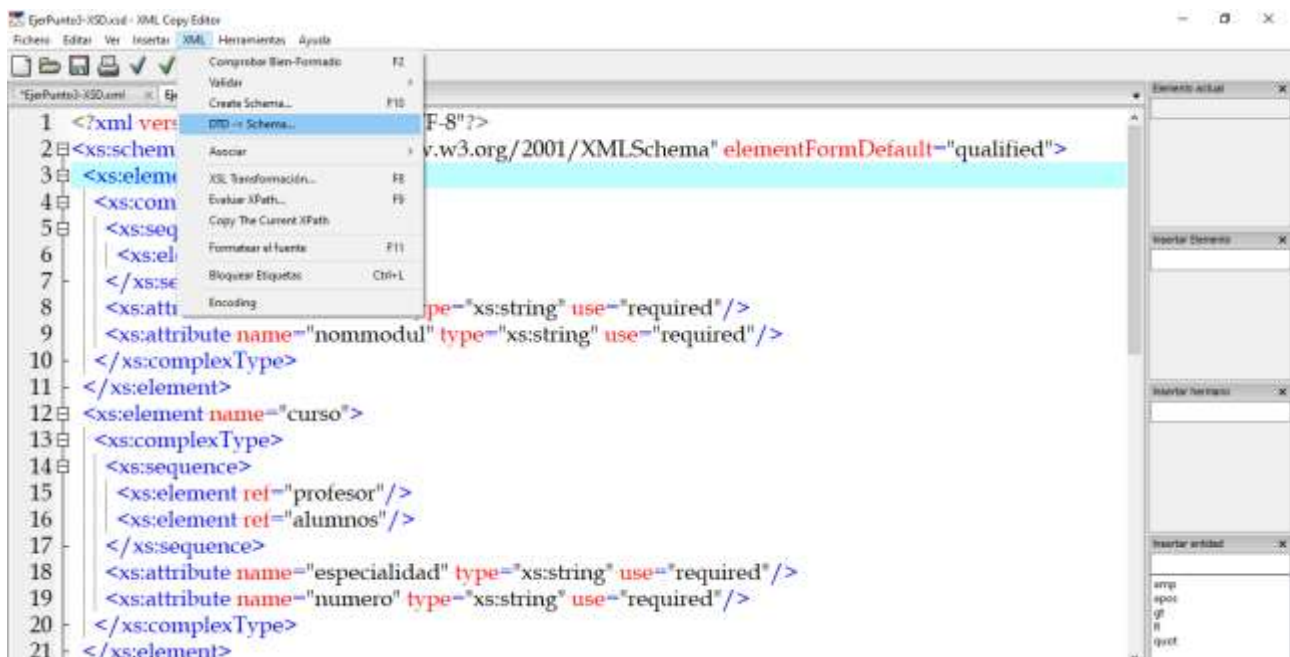 EjerPunto3-XSD.xsd - XML Copy Editor
Fichero Editar Ver Insertar XML Herramientas Ayuda
*EjerPunto3-XSD.xml Eje
Comprobar Bien-Formado F2
Validar
Create Schema... F10
DTD -> Schema...
Asociar
XSL Transformación... F8
Evaluar XPath... F9
Copy The Current XPath
Formatear el fuente F11
Bloquear Etiquetas Ctrl+L
Encoding
1 <?xml vers F-8"?>
2 <xs:schem v.w3.org/2001/XMLSchema" elementFormDefault="qualified">
3 <xs:eleme
4 <xs:com
5 <xs:seq
6 <xs:el
7 </xs:se
8 <xs:att pe="xs:string" use="required"/>
9 <xs:attribute name="nommodul" type="xs:string" use="required"/>
10 </xs:complexType>
11 </xs:element>
12 <xs:element name="curso">
13 <xs:complexType>
14 <xs:sequence>
15 <xs:element ref="profesor"/>
16 <xs:element ref="alumnos"/>
17 </xs:sequence>
18 <xs:attribute name="especialidad" type="xs:string" use="required"/>
19 <xs:attribute name="numero" type="xs:string" use="required"/>
20 </xs:complexType>
21 </xs:element>
Elemento actual
Insertar Elemento
Insertar hermano
Insertar entidad
amp
apos
gt
lt
quot